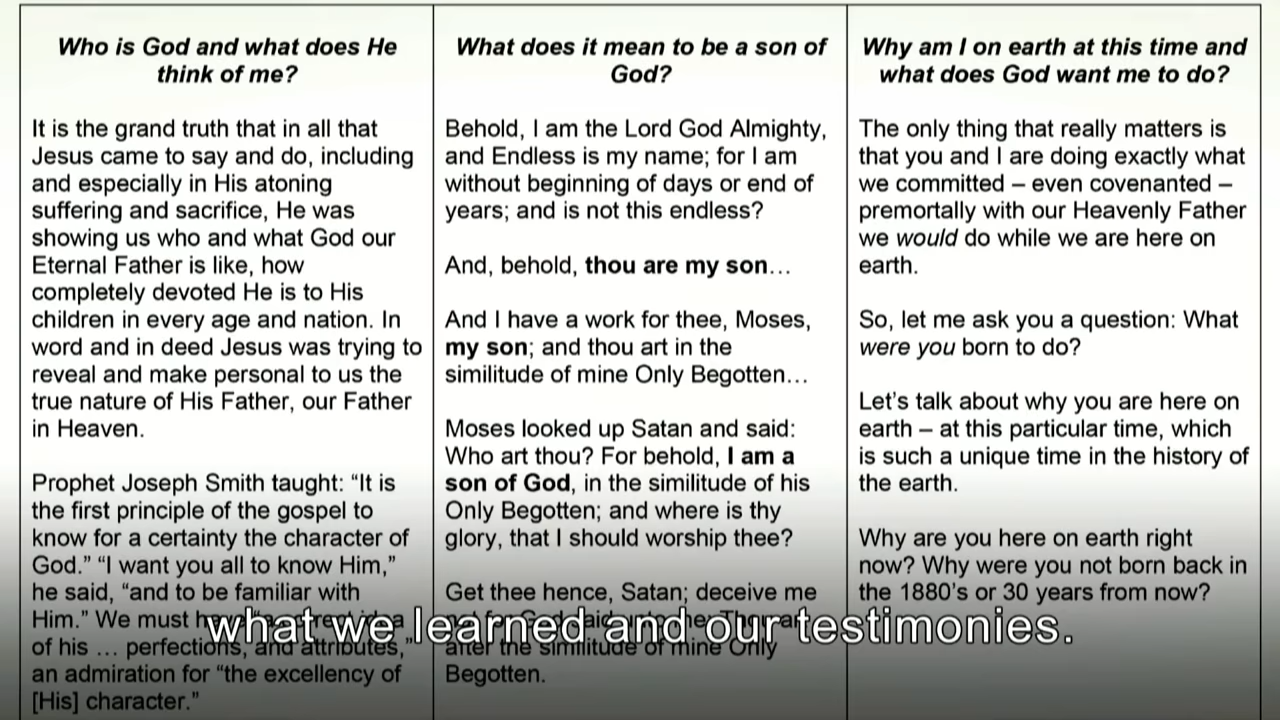 Who is God and what does He
think of me?
It is the grand truth that in all that
Jesus came to say and do, including
and especially in His atoning
suffering and sacrifice, He was
showing us who and what God our
Eternal Father is like, how
completely devoted He is to His
children in every age and nation. In
word and in deed Jesus was trying to
reveal and make personal to us the
true nature of His Father, our Father
in Heaven.
Prophet Joseph Smith taught: “It is
the first principle of the gospel to
know for a certainty the character of
God.” “I want you all to know Him,”
he said, “and to be familiar with
Him.” We must
of his … perfections, and attributes,”
an admiration for “the excellency of
[His] character.”
What does it mean to be a son of
God?
Behold, I am the Lord God Almighty,
and Endless is my name; for I am
without beginning of days or end of
years; and is not this endless?
And, behold, thou are my son…
And I have a work for thee, Moses,
my son; and thou art in the
similitude of mine Only Begotten…
Moses looked up Satan and said:
Who art thou? For behold, I am a
son of God, in the similitude of his
Only Begotten; and where is thy
glory, that I should worship thee?
Get thee hence, Satan; deceive me
after the similitude of mine Only
Begotten.
Why am I on earth at this time and
what does God want me to do?
The only thing that really matters is
that you and I are doing exactly what
we committed – even covenanted –
premortally with our Heavenly Father
we would do while we are here on
earth.
So, let me ask you a question: What
were you born to do?
Let’s talk about why you are here on
earth – at this particular time, which
is such a unique time in the history of
the earth.
Why are you here on earth right
now? Why were you not born back in
the 1880’s or 30 years from now?
what we learned and our testimonies.